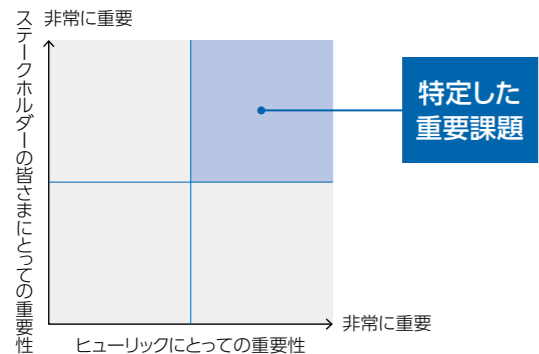 非常に重要
ステークホルダーの皆さまにとっての重要性
特定した
重要課題
非常に重要
ヒューリックにとっての重要性